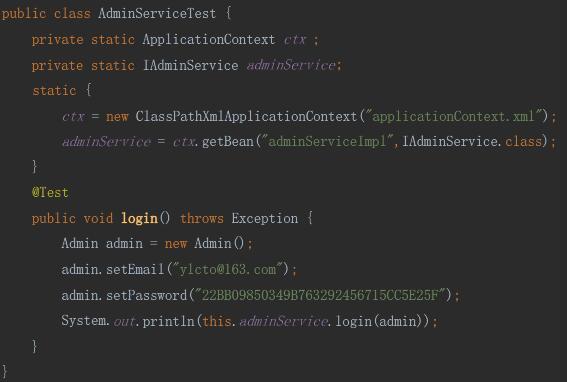 public class AdminServiceTest {
private static ApplicationContext ctx ;
private static IAdminService adminService;
static {
ctx = new ClassPathXmlApplicationContext("applicationContext.xml");
adminService = ctx.getBean("adminServiceImpl",IAdminService.class);
}
@Test
public void login() throws Exception {
Admin admin = new Admin();
admin.setEmail("ylcto@163.com");
admin.setPassword("22BB09850349B763292456715CC5E25F");
System.out.println(this.adminService.login(admin));
}
}